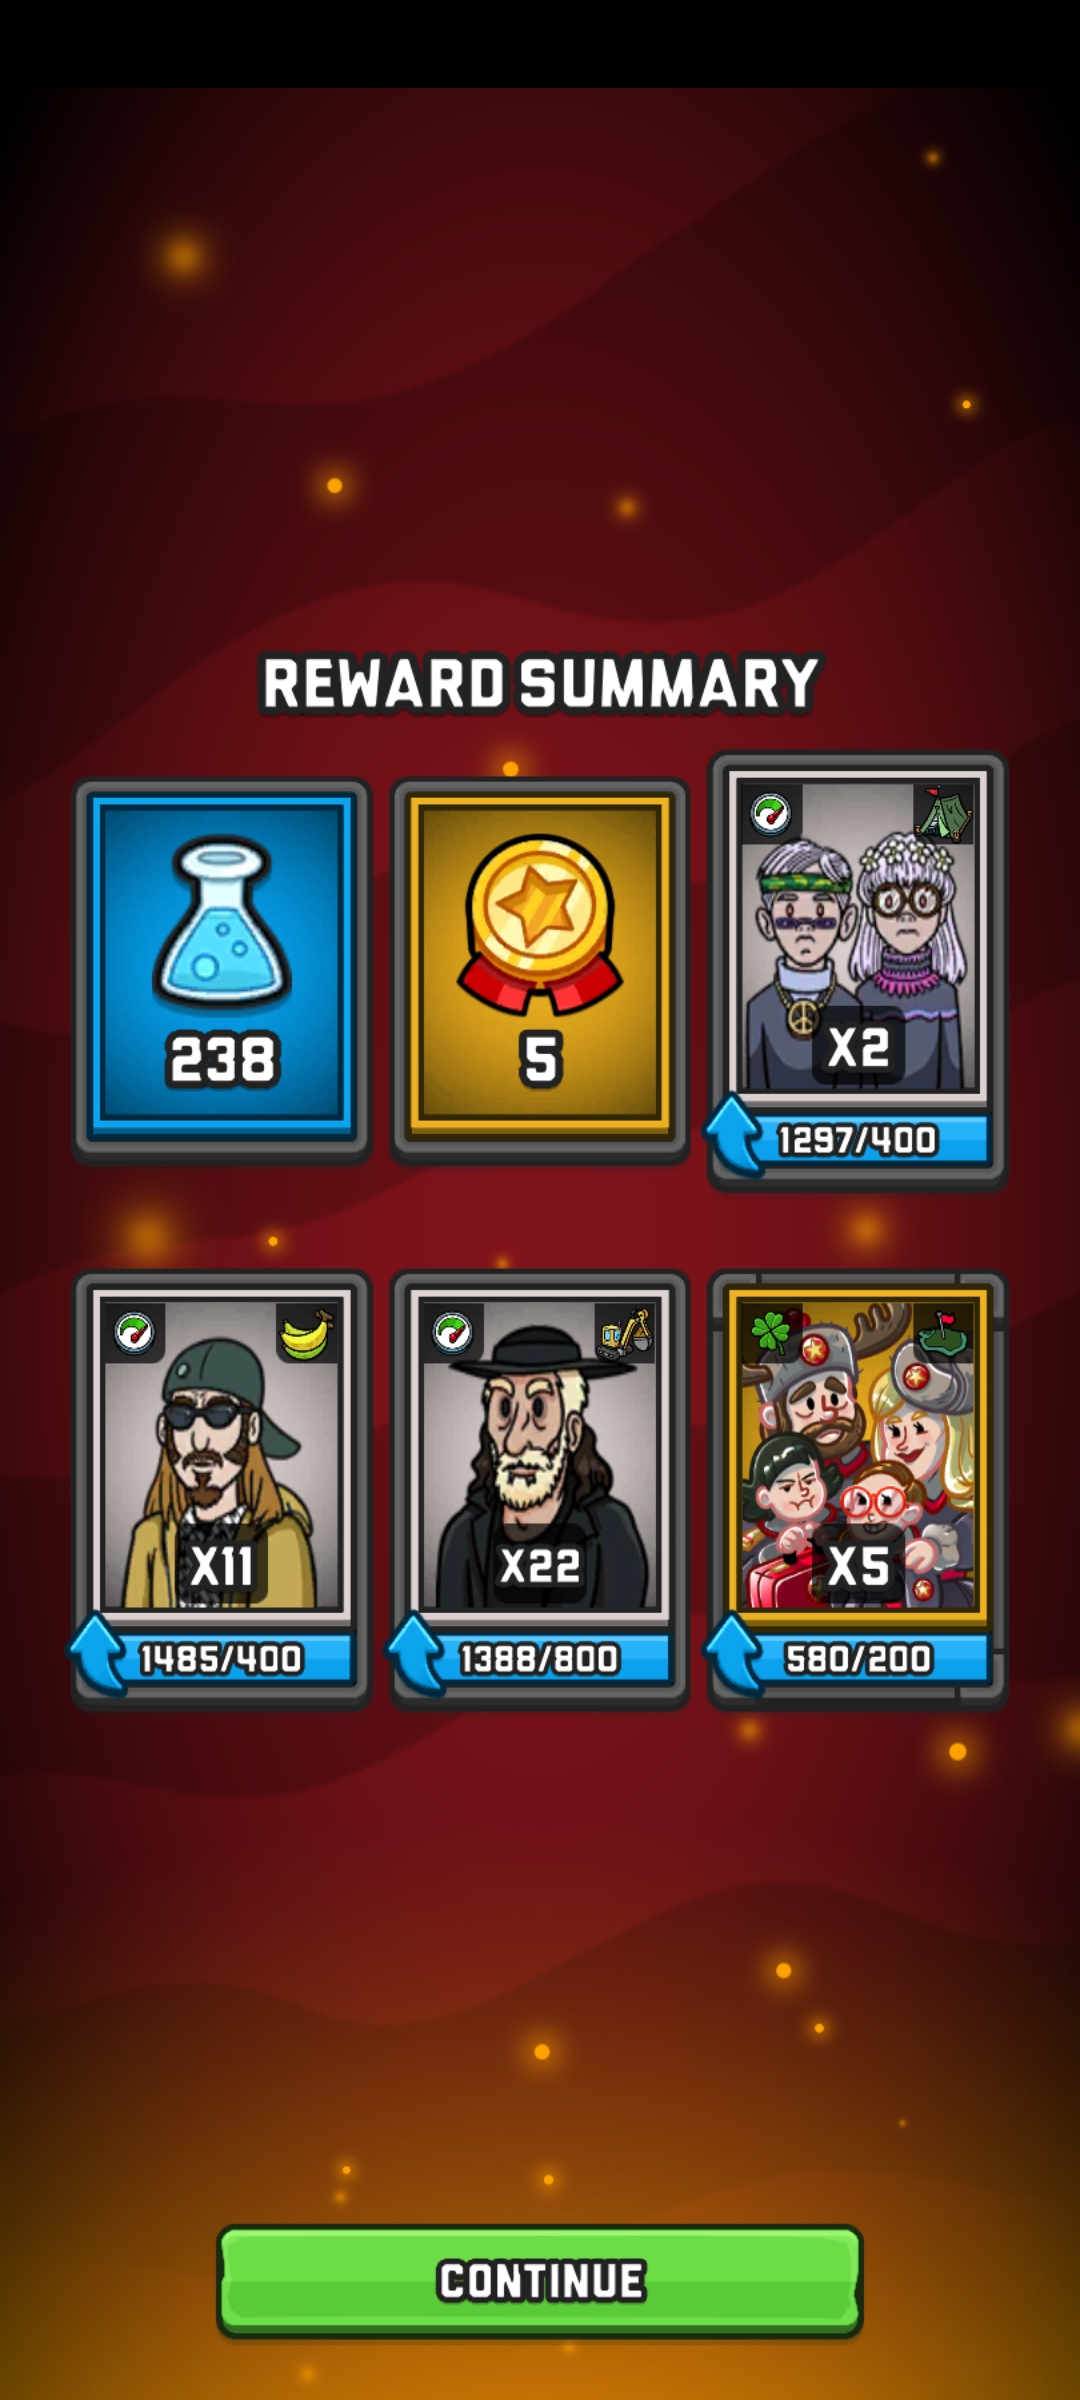 REWARD SUMMARY
238
5
X2
1297/400
X11
1485/400
X22
1388/800
X5
580/200
CONTINUE